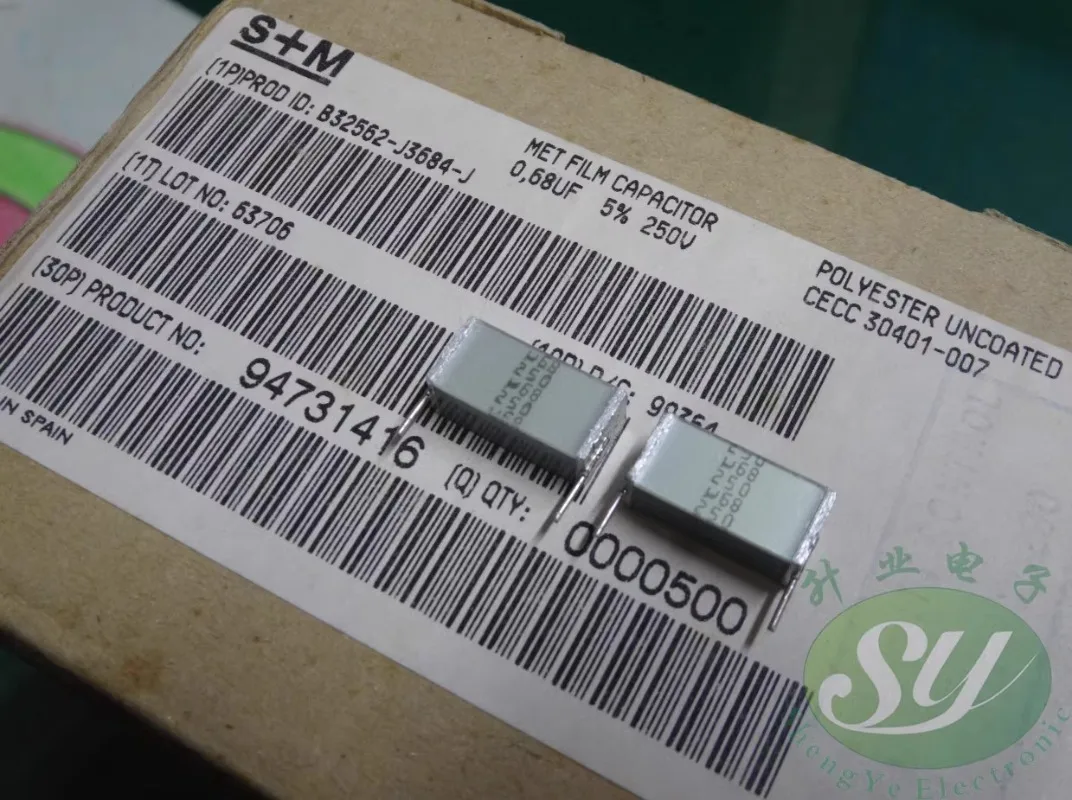 S+M
(1P)PROD ID: B32562-J3684-J
MET FILM CAPACITOR
0,68UF 5% 250V
POLYESTER UNCOATED
CECC 30401-007
(1T) LOT NO: 63706
(30P) PRODUCT NO:
94731416
(Q) QTY:
0000500
IN SPAIN
升业电子
SY
ShengYe Electronic